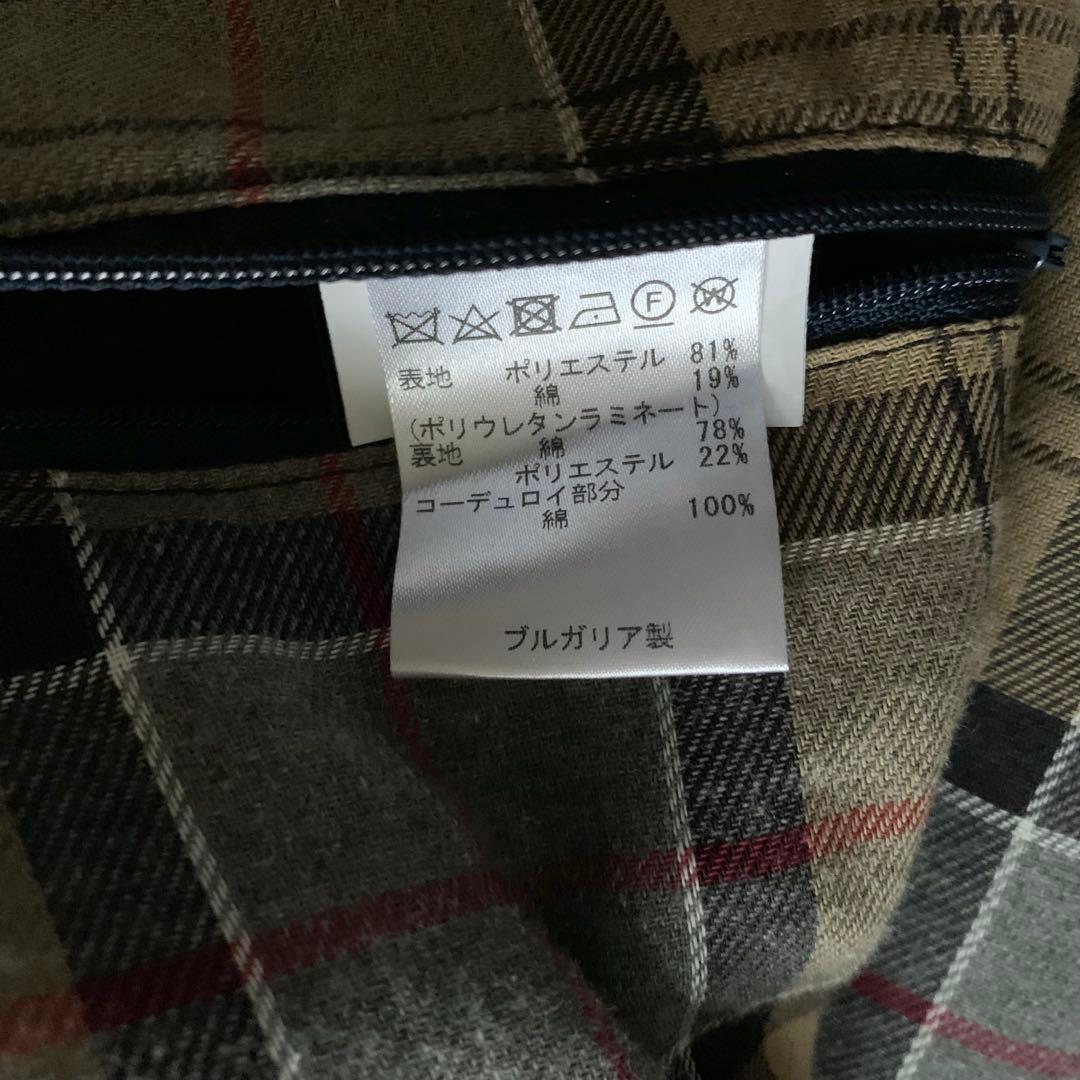 F W
表地 ポリエステル 81%
綿 19%
(ポリウレタンラミネート)
裏地 綿 78%
ポリエステル 22%
コーデュロイ部分
綿 100%
ブルガリア製